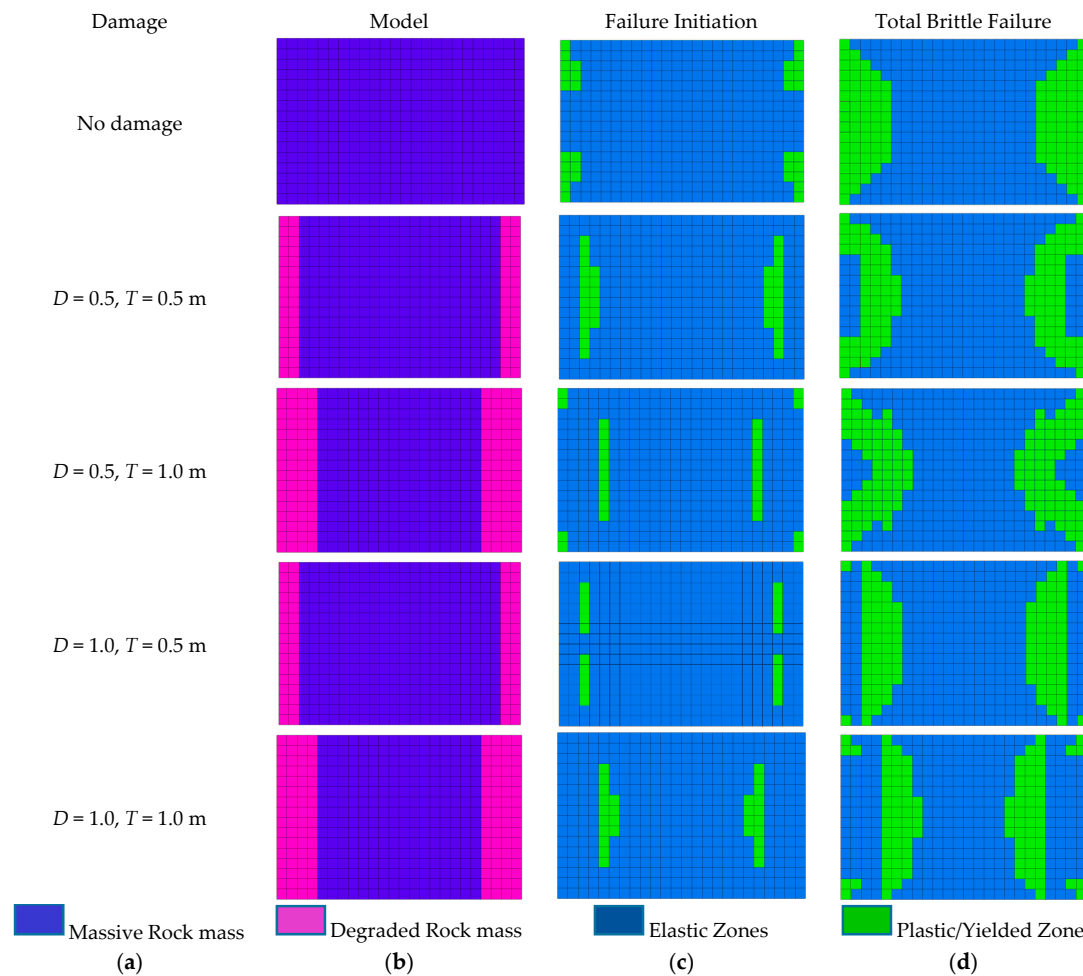 Damage Model Failure Initiation Total Brittle Failure
No damage
D = 0.5, T = 0.5 m
D = 0.5, T = 1.0 m
D = 1.0, T = 0.5 m
D = 1.0, T = 1.0 m
Massive Rock mass Degraded Rock mass Elastic Zones Plastic/Yielded Zone
(a) (b) (c) (d)